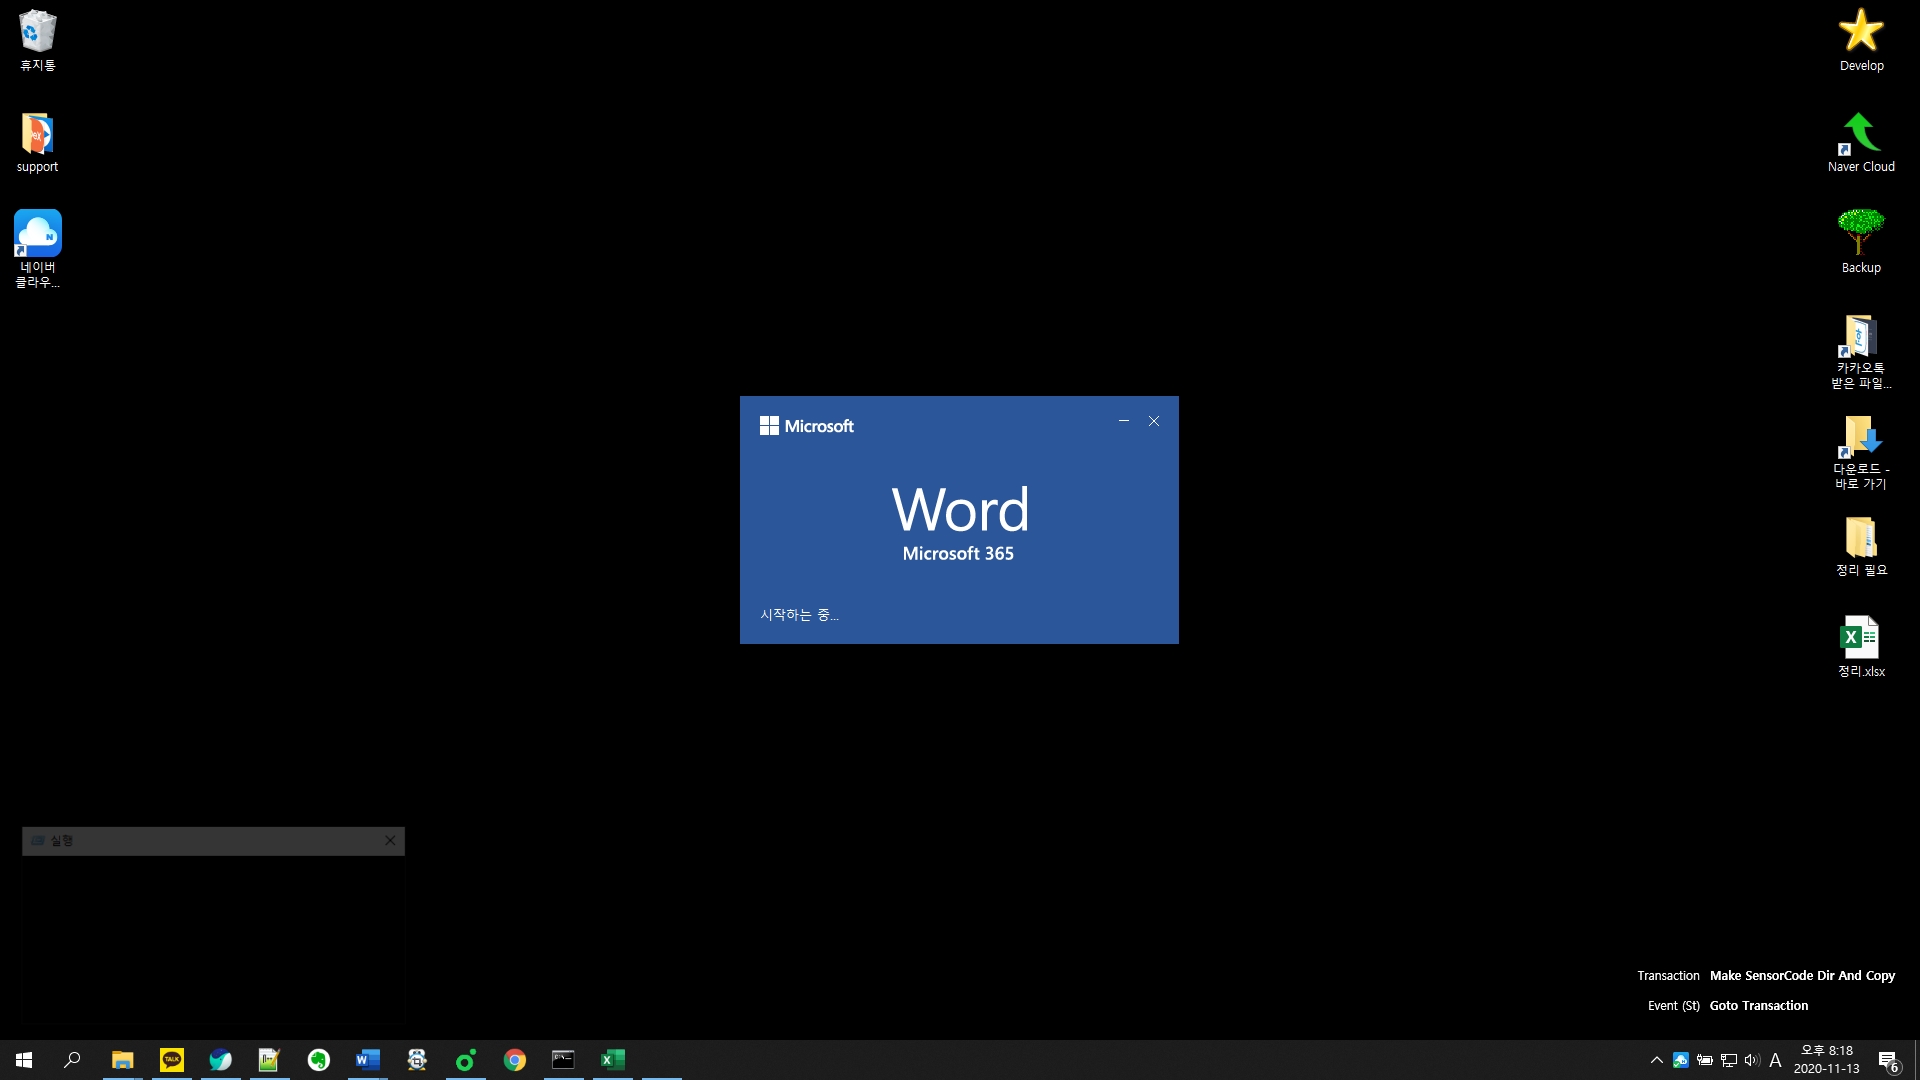 휴지통
support
네이버
클라우...
Develop
Naver Cloud
Backup
카카오톡
받은 파일...
다운로드 -
바로 가기
정리 필요
정리.xlsx
Microsoft
Word
Microsoft 365
시작하는 중...
실행
Transaction Make SensorCode Dir And Copy
Event (St) Goto Transaction
TALK
A
오후 8:18
2020-11-13
6